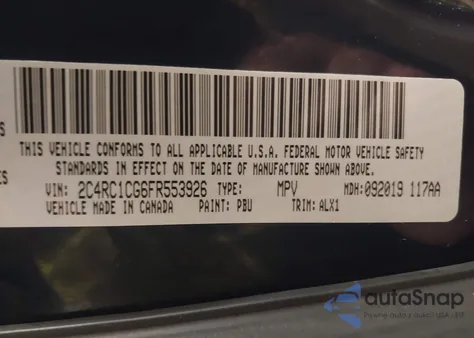 THIS VEHICLE CONFORMS TO ALL APPLICABLE U.S.A. FEDERAL MOTOR VEHICLE SAFETY
STANDARDS IN EFFECT ON THE DATE OF MANUFACTURE SHOWN ABOVE.
VIN: 2C4RC1CG6FR553926 TYPE: MPV MDH:092019 117AA
VEHICLE MADE IN CANADA PAINT: PBU TRIM: ALX1
autoSnap